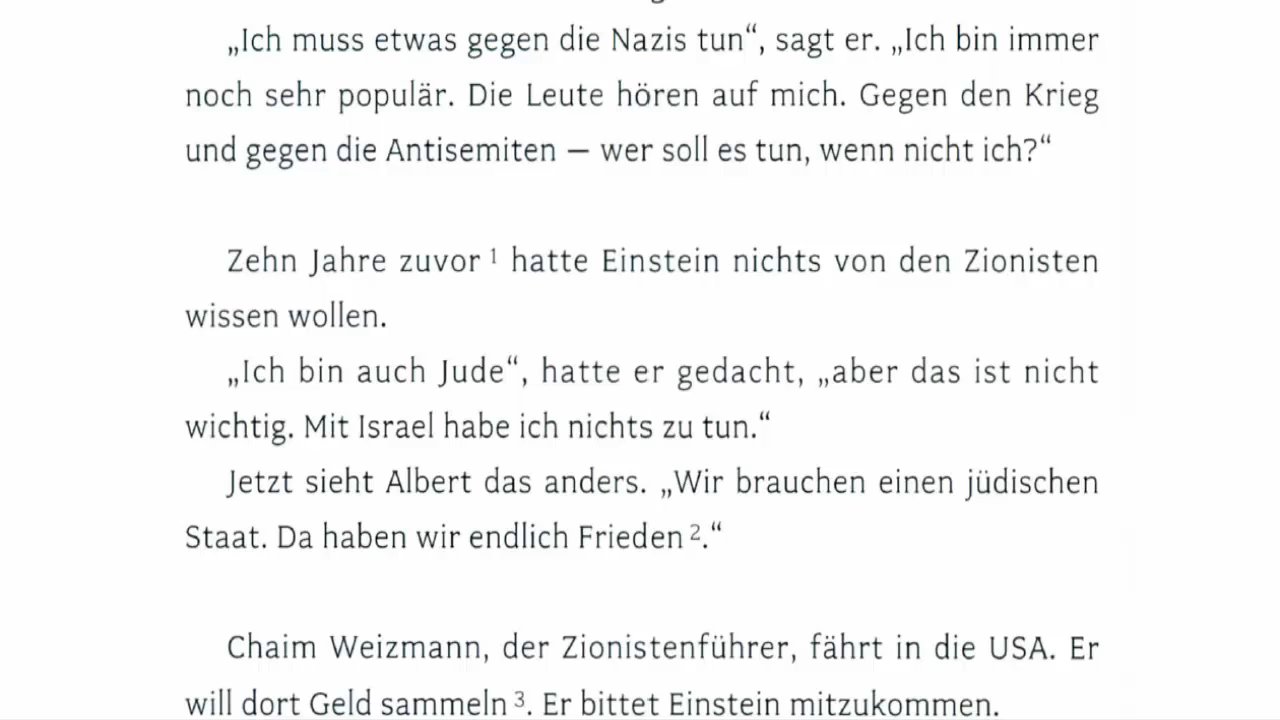 „Ich muss etwas gegen die Nazis tun“, sagt er. „Ich bin immer
noch sehr populär. Die Leute hören auf mich. Gegen den Krieg
und gegen die Antisemiten – wer soll es tun, wenn nicht ich?“
Zehn Jahre zuvor ¹ hatte Einstein nichts von den Zionisten
wissen wollen.
„Ich bin auch Jude“, hatte er gedacht, „aber das ist nicht
wichtig. Mit Israel habe ich nichts zu tun.“
Jetzt sieht Albert das anders. „Wir brauchen einen jüdischen
Staat. Da haben wir endlich Frieden ².“
Chaim Weizmann, der Zionistenführer, fährt in die USA. Er
will dort Geld sammeln ³. Er bittet Einstein mitzukommen.